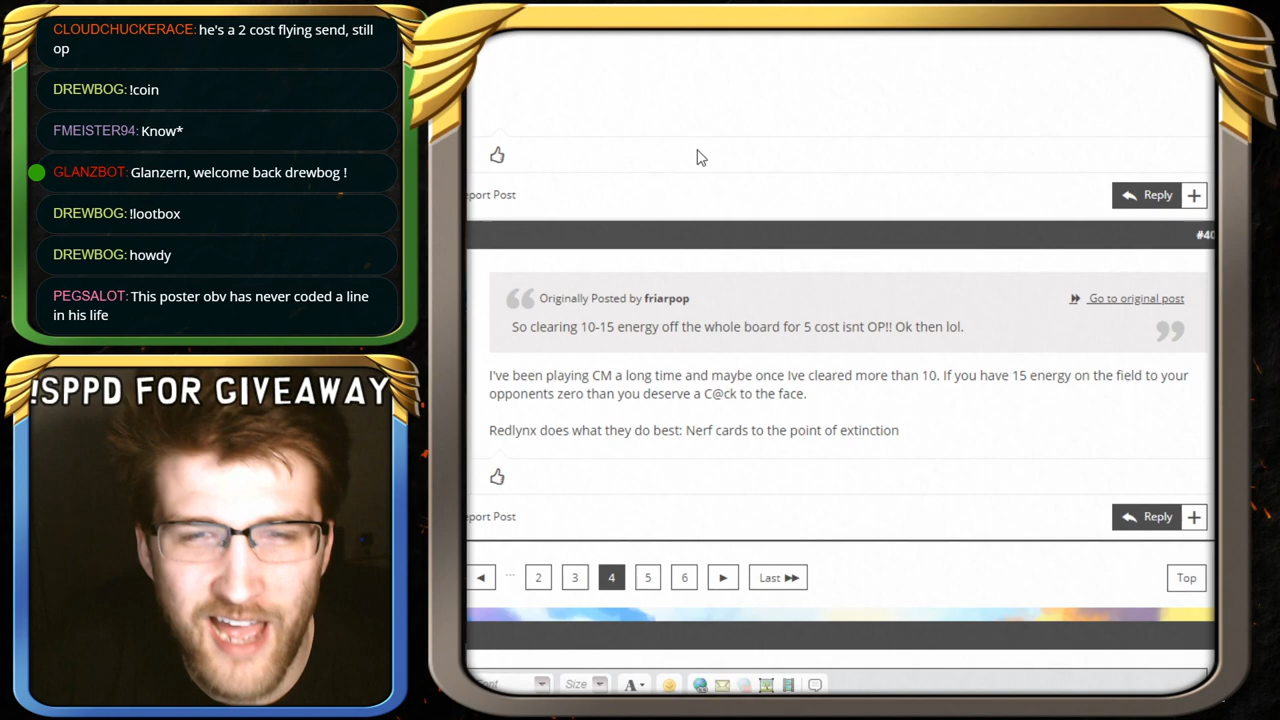 CLOUDCHUCKERACE: he's a 2 cost flying send, still
op
DREWBOG: !coin
FMEISTER94: Know*
GLANZBOT: Glanzern, welcome back drewbog !
DREWBOG: !lootbox
DREWBOG: howdy
PEGSALOT: This poster obv has never coded a line
in his life
!SPPD FOR GIVEAWAY
eport Post
Reply
#40
Originally Posted by friarpop
Go to original post
So clearing 10-15 energy off the whole board for 5 cost isnt OP!! Ok then lol.
I've been playing CM a long time and maybe once Ive cleared more than 10. If you have 15 energy on the field to your
opponents zero than you deserve a C@ck to the face.
Redlynx does what they do best: Nerf cards to the point of extinction
eport Post
Reply
... 2 3 4 5 6 Last
Top
Font Size A